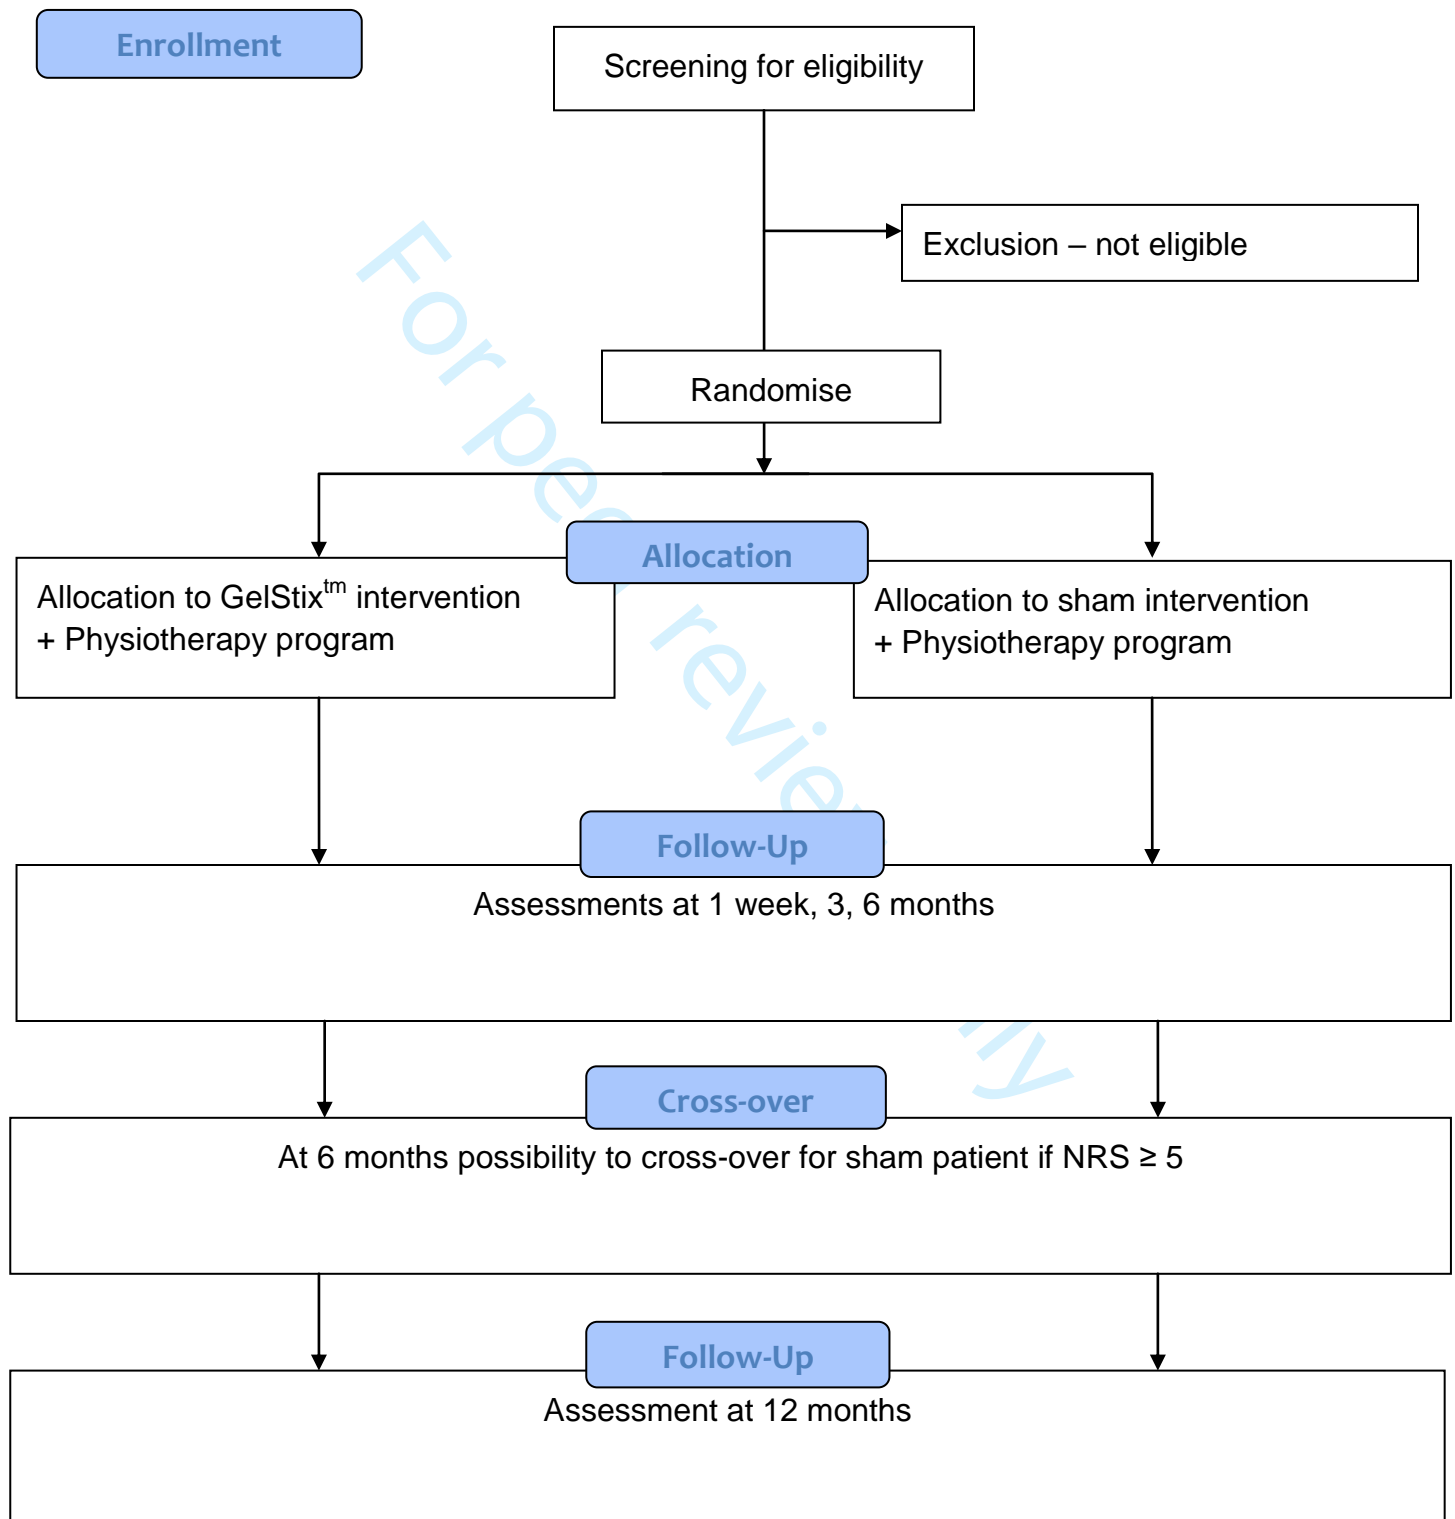 Enrollment
Screening for eligibility
Exclusion – not eligible
Randomise
Allocation
Allocation to GelStix™ intervention
+ Physiotherapy program
Allocation to sham intervention
+ Physiotherapy program
Follow-Up
Assessments at 1 week, 3, 6 months
Cross-over
At 6 months possibility to cross-over for sham patient if NRS ≥ 5
Follow-Up
Assessment at 12 months
For peer review only